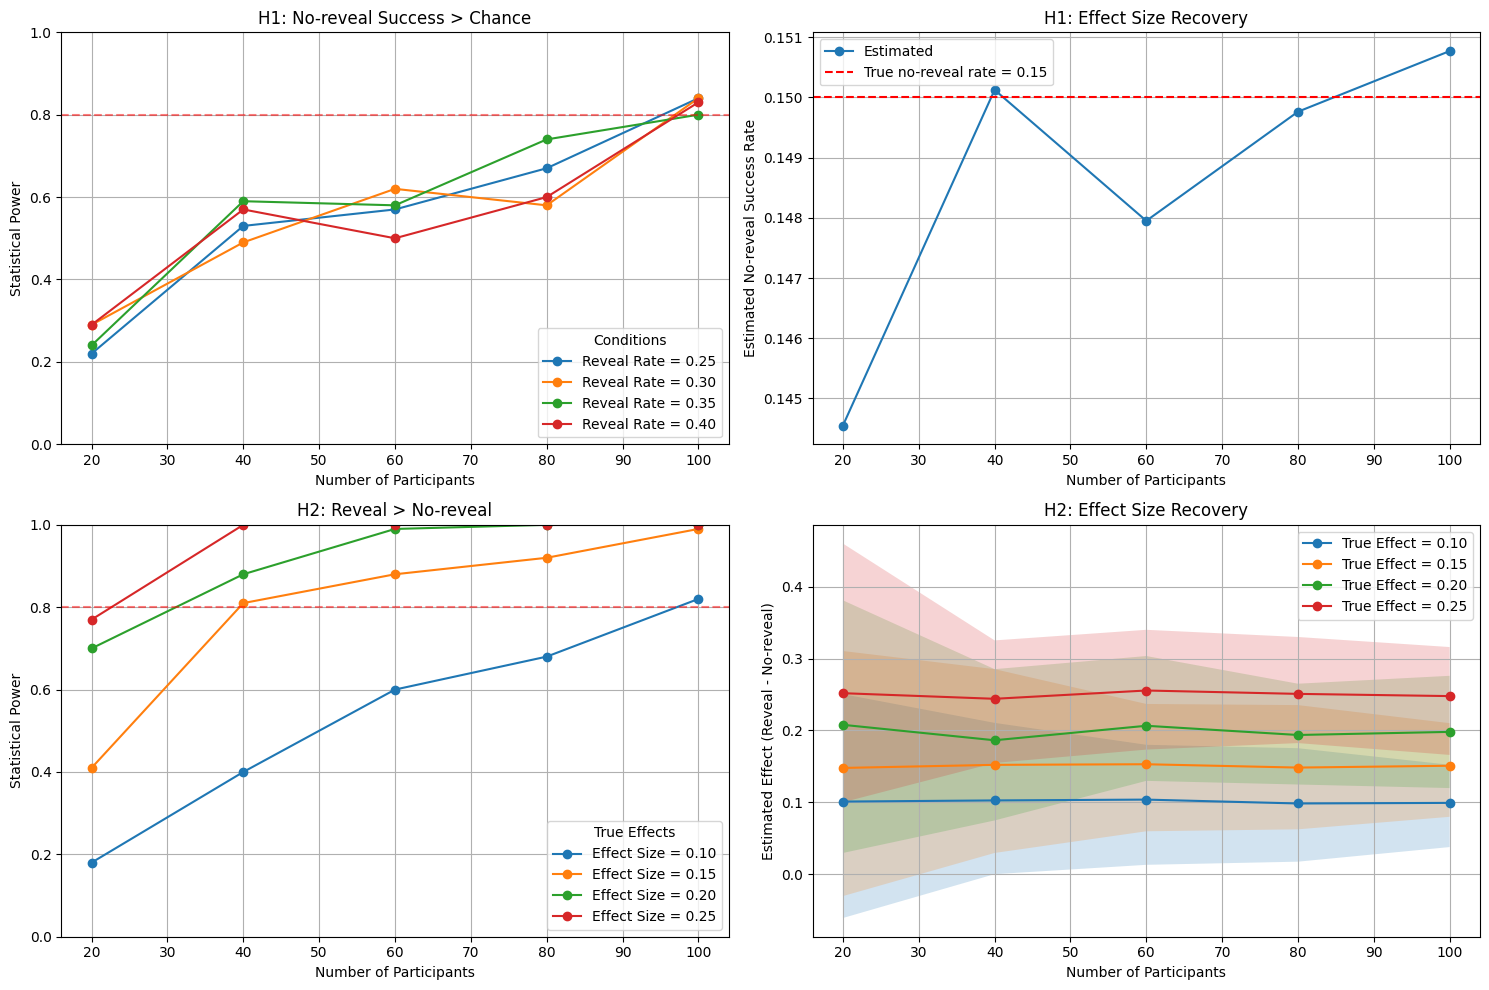 H1: No-reveal Success > Chance
1.0
0.8
0.6
0.4
0.2
0.0
Statistical Power
20 30 40 50 60 70 80 90 100
Number of Participants
Conditions
Reveal Rate = 0.25
Reveal Rate = 0.30
Reveal Rate = 0.35
Reveal Rate = 0.40
H1: Effect Size Recovery
0.151
0.150
0.149
0.148
0.147
0.146
0.145
Estimated No-reveal Success Rate
Estimated
True no-reveal rate = 0.15
20 30 40 50 60 70 80 90 100
Number of Participants
H2: Reveal > No-reveal
1.0
0.8
0.6
0.4
0.2
0.0
Statistical Power
True Effects
Effect Size = 0.10
Effect Size = 0.15
Effect Size = 0.20
Effect Size = 0.25
20 30 40 50 60 70 80 90 100
Number of Participants
H2: Effect Size Recovery
0.4
0.3
0.2
0.1
0.0
Estimated Effect (Reveal - No-reveal)
True Effect = 0.10
True Effect = 0.15
True Effect = 0.20
True Effect = 0.25
20 30 40 50 60 70 80 90 100
Number of Participants